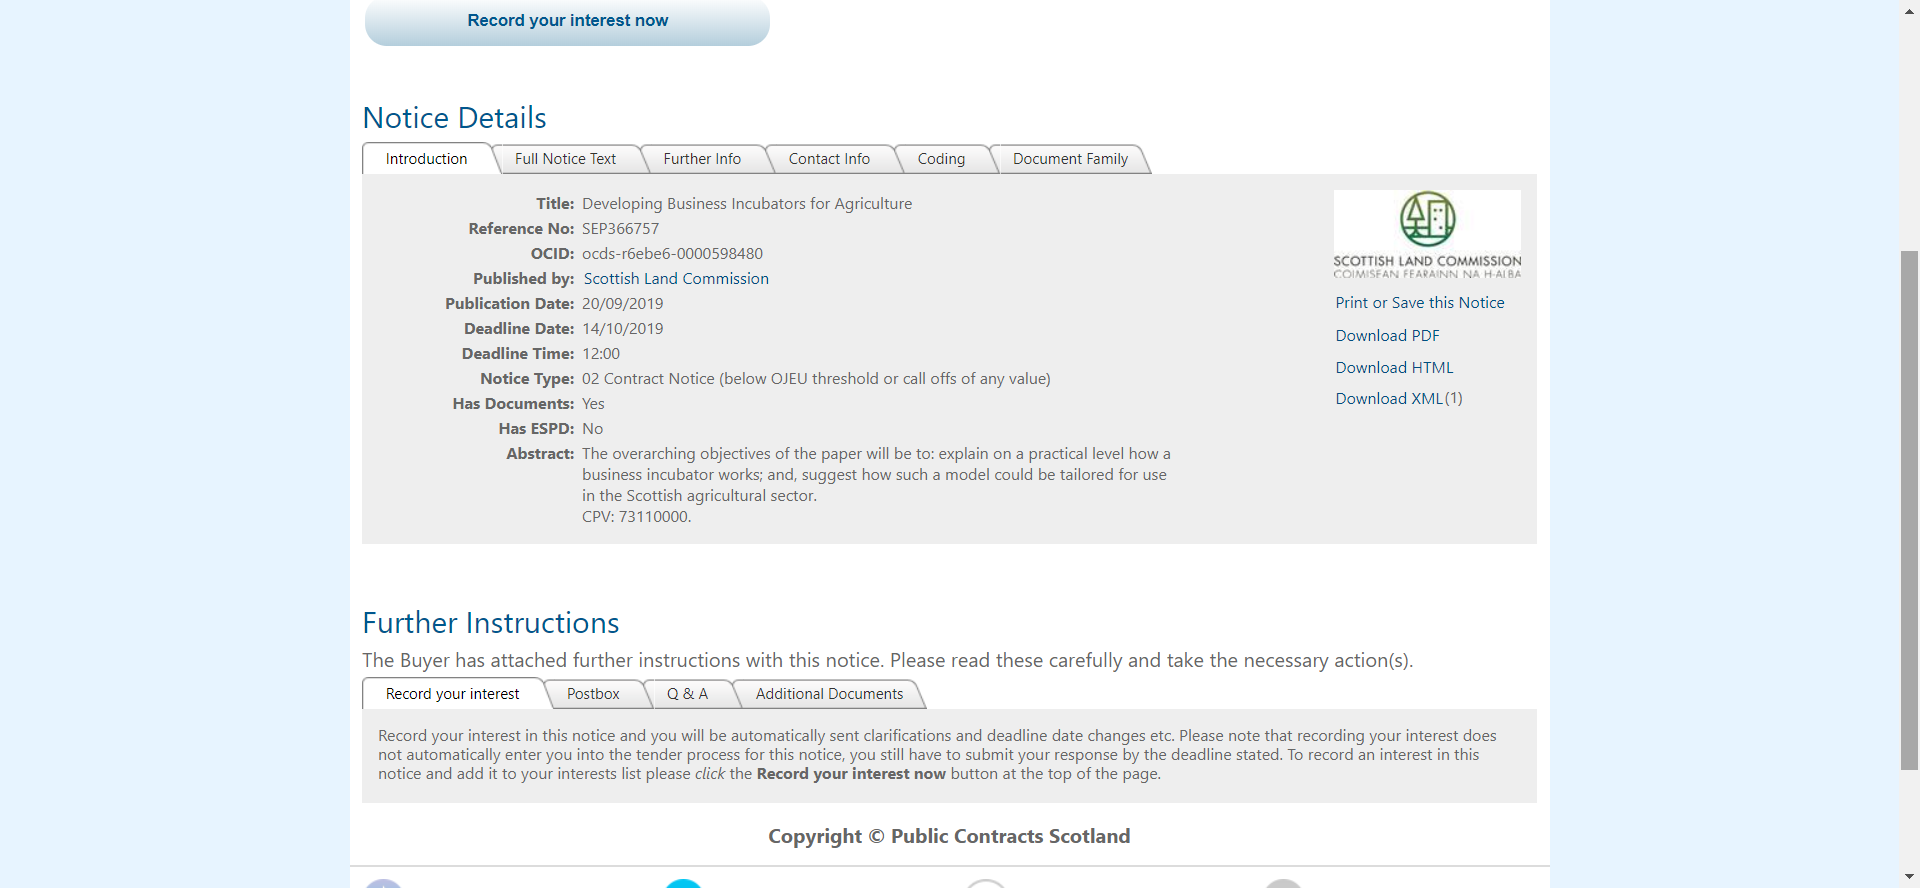 Record your interest now
Notice Details
Introduction Full Notice Text Further Info Contact Info Coding Document Family
Title: Developing Business Incubators for Agriculture
Reference No: SEP366757
OCID: ocds-r6ebe6-0000598480
Published by: Scottish Land Commission
Publication Date: 20/09/2019
Deadline Date: 14/10/2019
Deadline Time: 12:00
Notice Type: 02 Contract Notice (below OJEU threshold or call offs of any value)
Has Documents: Yes
Has ESPD: No
Abstract: The overarching objectives of the paper will be to: explain on a practical level how a
business incubator works; and, suggest how such a model could be tailored for use
in the Scottish agricultural sector.
CPV: 73110000.
SCOTTISH LAND COMMISSION
COIMISEAN FEARAINN NA H-ALBA
Print or Save this Notice
Download PDF
Download HTML
Download XML(1)
Further Instructions
The Buyer has attached further instructions with this notice. Please read these carefully and take the necessary action(s).
Record your interest Postbox Q & A Additional Documents
Record your interest in this notice and you will be automatically sent clarifications and deadline date changes etc. Please note that recording your interest does
not automatically enter you into the tender process for this notice, you still have to submit your response by the deadline stated. To record an interest in this
notice and add it to your interests list please click the Record your interest now button at the top of the page.
Copyright © Public Contracts Scotland